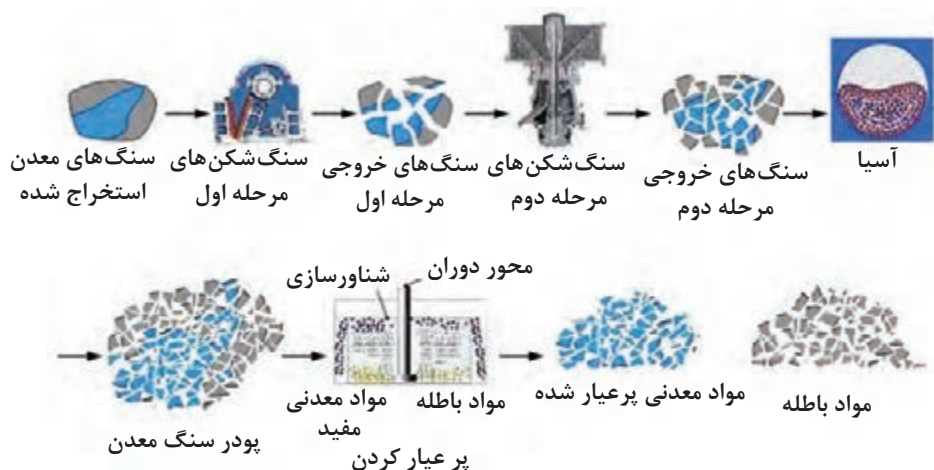 سنگ‌های معدن
استخراج شده
سنگ‌شکن‌های
مرحله اول
سنگ‌های خروجی
مرحله اول
سنگ‌شکن‌های
مرحله دوم
سنگ‌های خروجی
مرحله دوم
آسیا
پودر سنگ معدن
شناورسازی
محور دوران
مواد معدنی
مفید
مواد باطله
پر عیار کردن
مواد معدنی پرعیار شده
مواد باطله